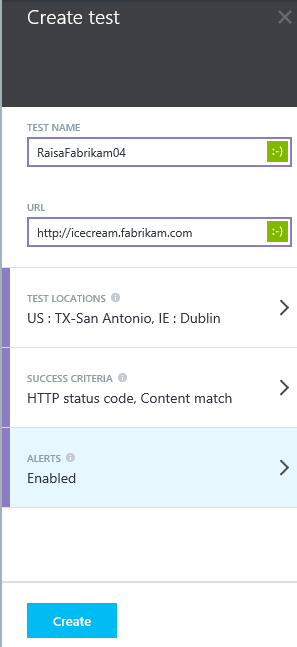 Create test
TEST NAME
RaisaFabrikam04
:-)
URL
http://icecream.fabrikam.com
:-)
TEST LOCATIONS
US : TX-San Antonio, IE : Dublin
SUCCESS CRITERIA
HTTP status code, Content match
ALERTS
Enabled
Create